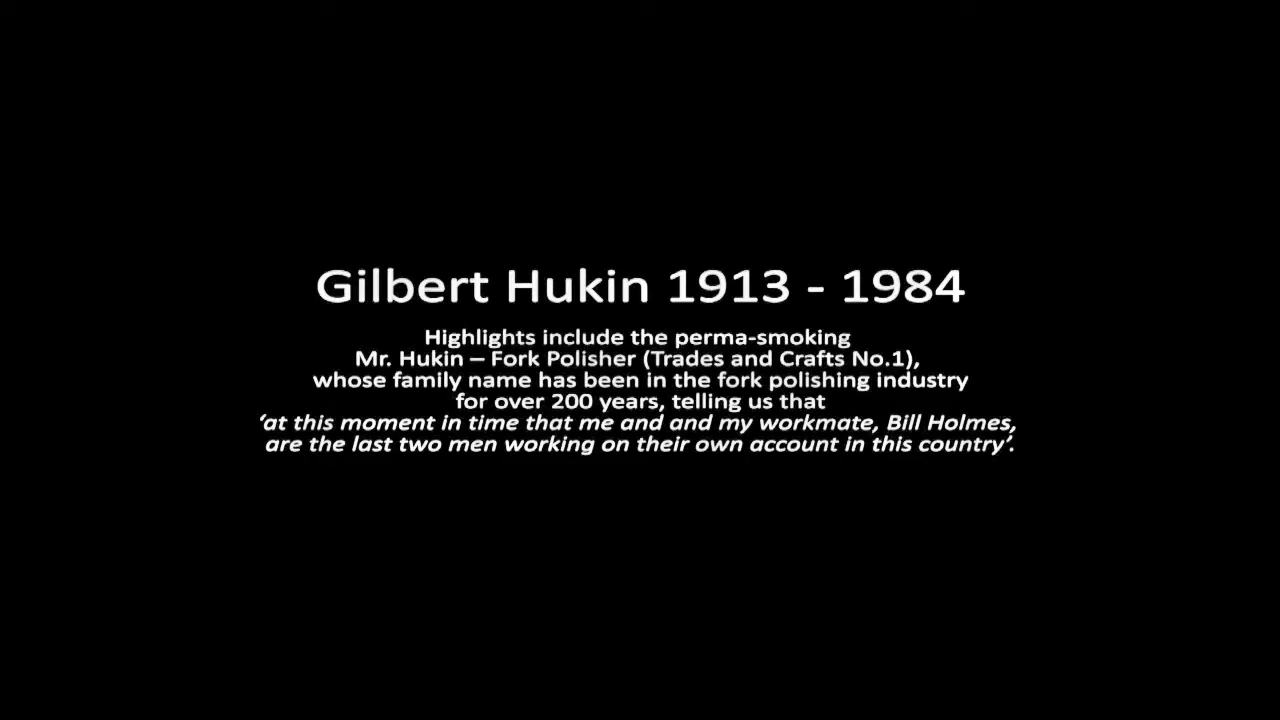 Gilbert Hukin 1913 - 1984
Highlights include the perma-smoking
Mr. Hukin – Fork Polisher (Trades and Crafts No.1),
whose family name has been in the fork polishing industry
for over 200 years, telling us that
‘at this moment in time that me and and my workmate, Bill Holmes,
are the last two men working on their own account in this country’.